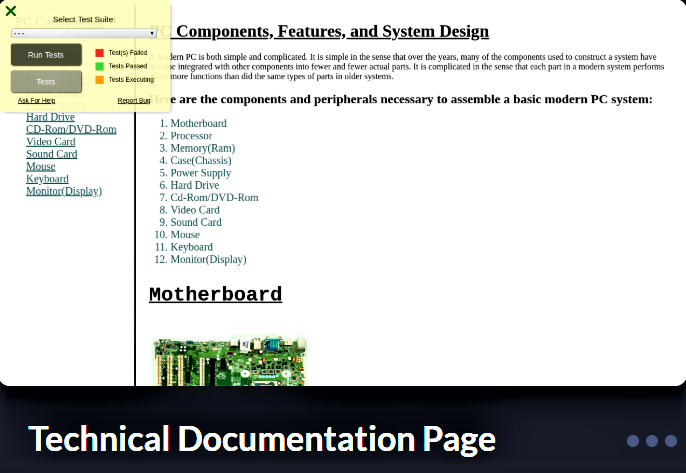 Select Test Suite:
- - -
Run Tests
Tests
Test(s) Failed
Tests Passed
Tests Executing
Ask For Help
Report Bug
Hard Drive
CD-Rom/DVD-Rom
Video Card
Sound Card
Mouse
Keyboard
Monitor(Display)
PC Components, Features, and System Design
modern PC is both simple and complicated. It is simple in the sense that over the years, many of the components used to construct a system have
integrated with other components into fewer and fewer actual parts. It is complicated in the sense that each part in a modern system performs
more functions than did the same types of parts in older systems.
Here are the components and peripherals necessary to assemble a basic modern PC system:
1. Motherboard
2. Processor
3. Memory(Ram)
4. Case(Chassis)
5. Power Supply
6. Hard Drive
7. Cd-Rom/DVD-Rom
8. Video Card
9. Sound Card
10. Mouse
11. Keyboard
12. Monitor(Display)
Motherboard
Technical Documentation Page